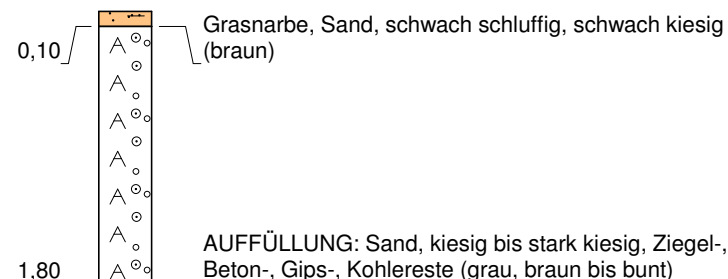 Grasnarbe, Sand, schwach schluffig, schwach kiesig
0,10 (braun)
AUFFÜLLUNG: Sand, kiesig bis stark kiesig, Ziegel-,
1,80 Beton-, Gips-, Kohlereste (grau, braun bis bunt)